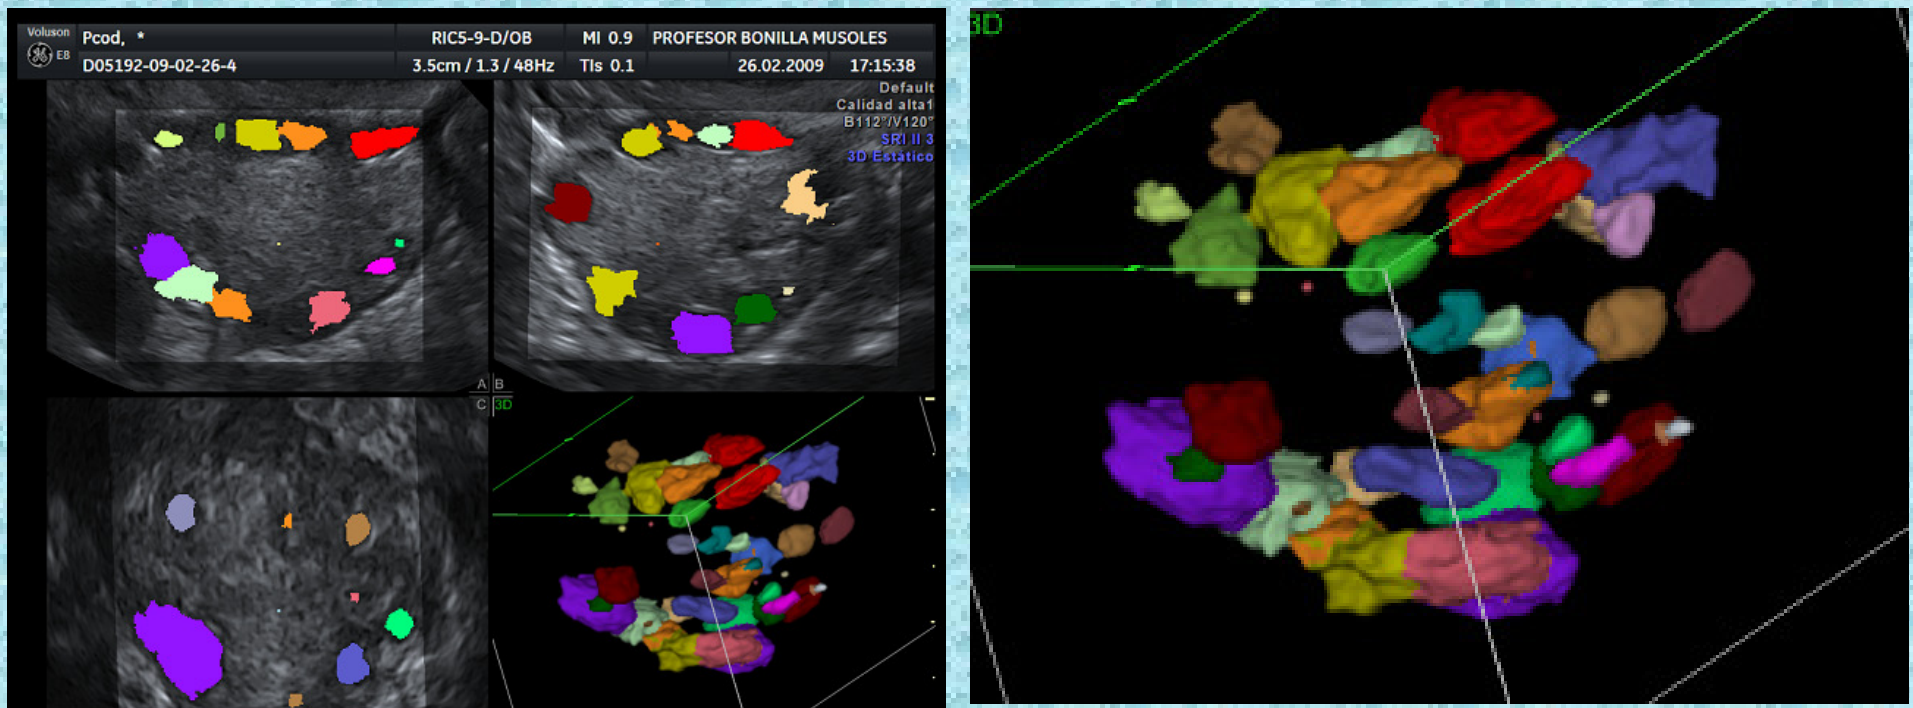 Voluson
E8
Pcod, *
RIC5-9-D/OB
MI 0.9
PROFESOR BONILLA MUSOLES
D05192-09-02-26-4
3.5cm / 1.3 / 48Hz
TIs 0.1
26.02.2009
17:15:38
Default
Calidad alta1
B112°/V120°
SRI II 3
3D Estático
A B
C 3D
3D